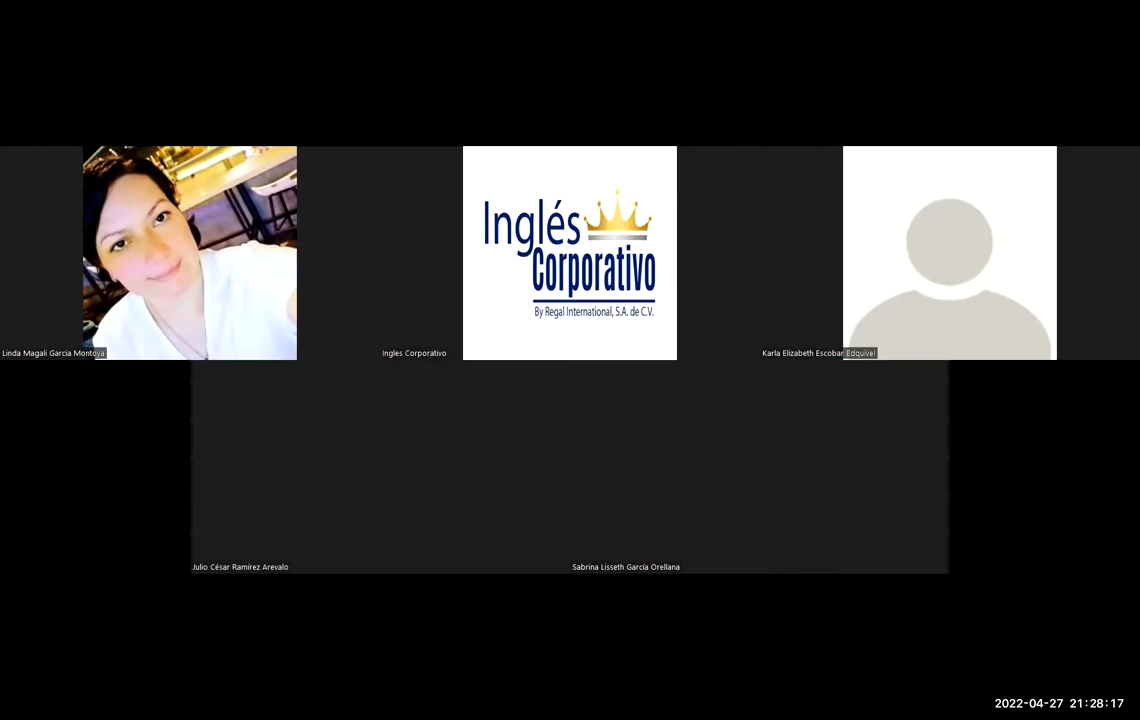 Inglés
Corporativo
By Regal International, S.A. de C.V.
Linda Magali Garcia Montoya
Ingles Corporativo
Karla Elizabeth Escobar Edquivel
Julio César Ramírez Arevalo
Sabrina Lisseth García Orellana
2022-04-27 21:28:17